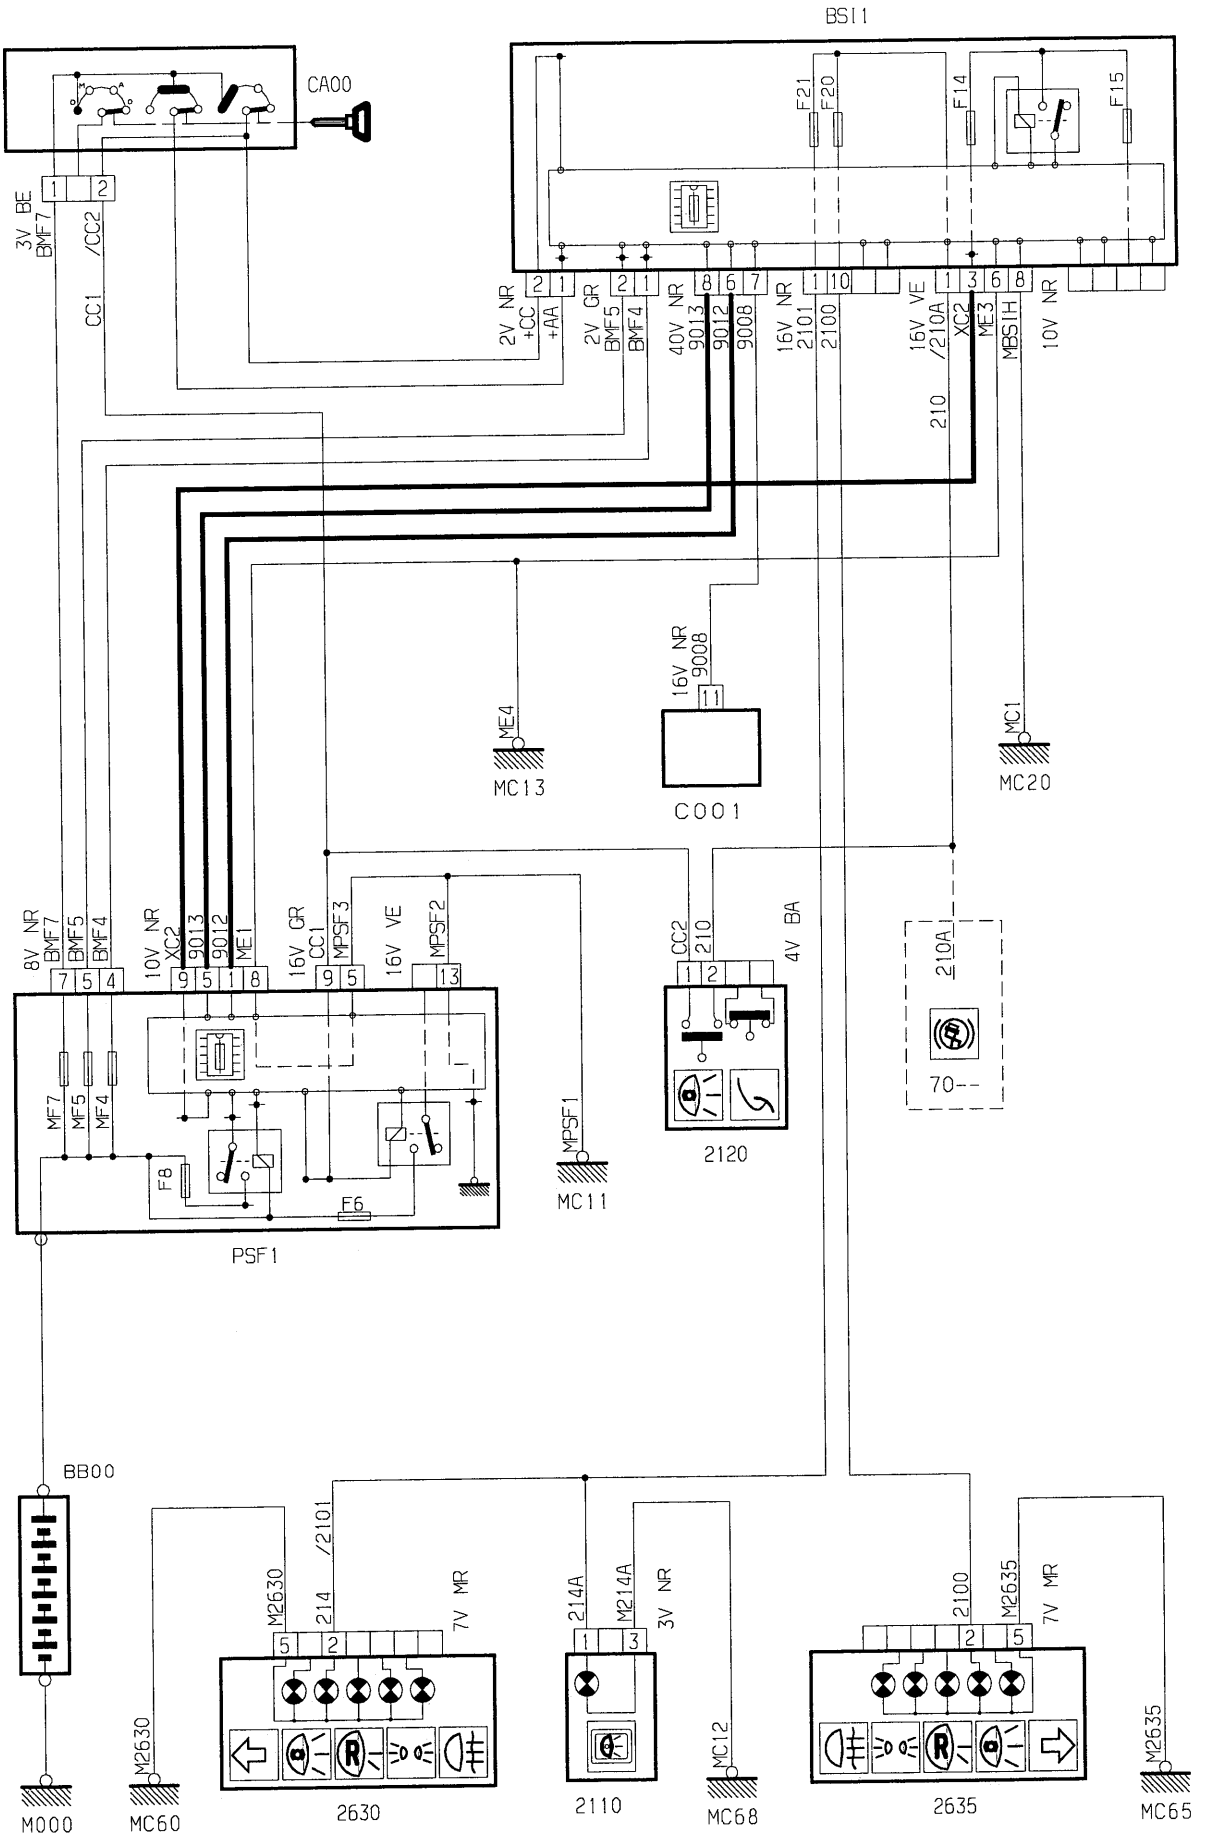 BSI1
CA00
M A
D D
F21
F20
F14
F15
1 2
3V BE
BMF7
/CC2
CC1
2 1
2 1
8 6 7
1 10
1 3 6 8
2V NR
+CC
+AA
2V GR
BMF5
BMF4
40V NR
9013
9012
9008
16V NR
2101
2100
16V VE
/210A
XC2
ME3
MBSIH
10V NR
210
16V NR
9008
11
C001
ME4
MC13
MC1
MC20
8V NR
BMF7
BMF5
BMF4
10V NR
XC2
9013
9012
ME1
16V GR
CC1
MPSF3
16V VE
MPSF2
7 5 4
9 5 1 8
9 5
13
CC2
210
4V BA
1 2
210A
70--
2120
MF7
MF5
MF4
F8
F6
PSF1
MPSF1
MC11
BB00
M000
M2630
214
/2101
7V MR
5 2
M2630
MC60
R
2630
214A
M214A
3V NR
1 3
2110
MC12
MC68
2100
M2635
7V MR
2 5
R
2635
M2635
MC65